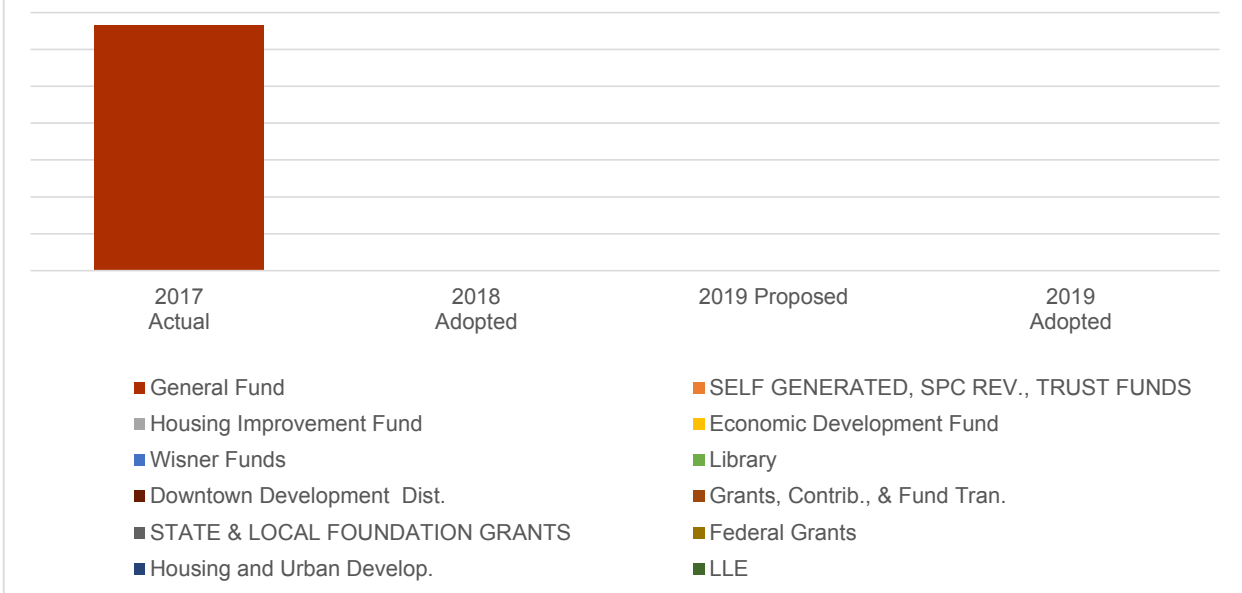 2017
Actual
2018
Adopted
2019 Proposed
2019
Adopted
General Fund
SELF GENERATED, SPC REV., TRUST FUNDS
Housing Improvement Fund
Economic Development Fund
Wisner Funds
Library
Downtown Development  Dist.
Grants, Contrib., & Fund Tran.
STATE & LOCAL FOUNDATION GRANTS
Federal Grants
Housing and Urban Develop.
LLE